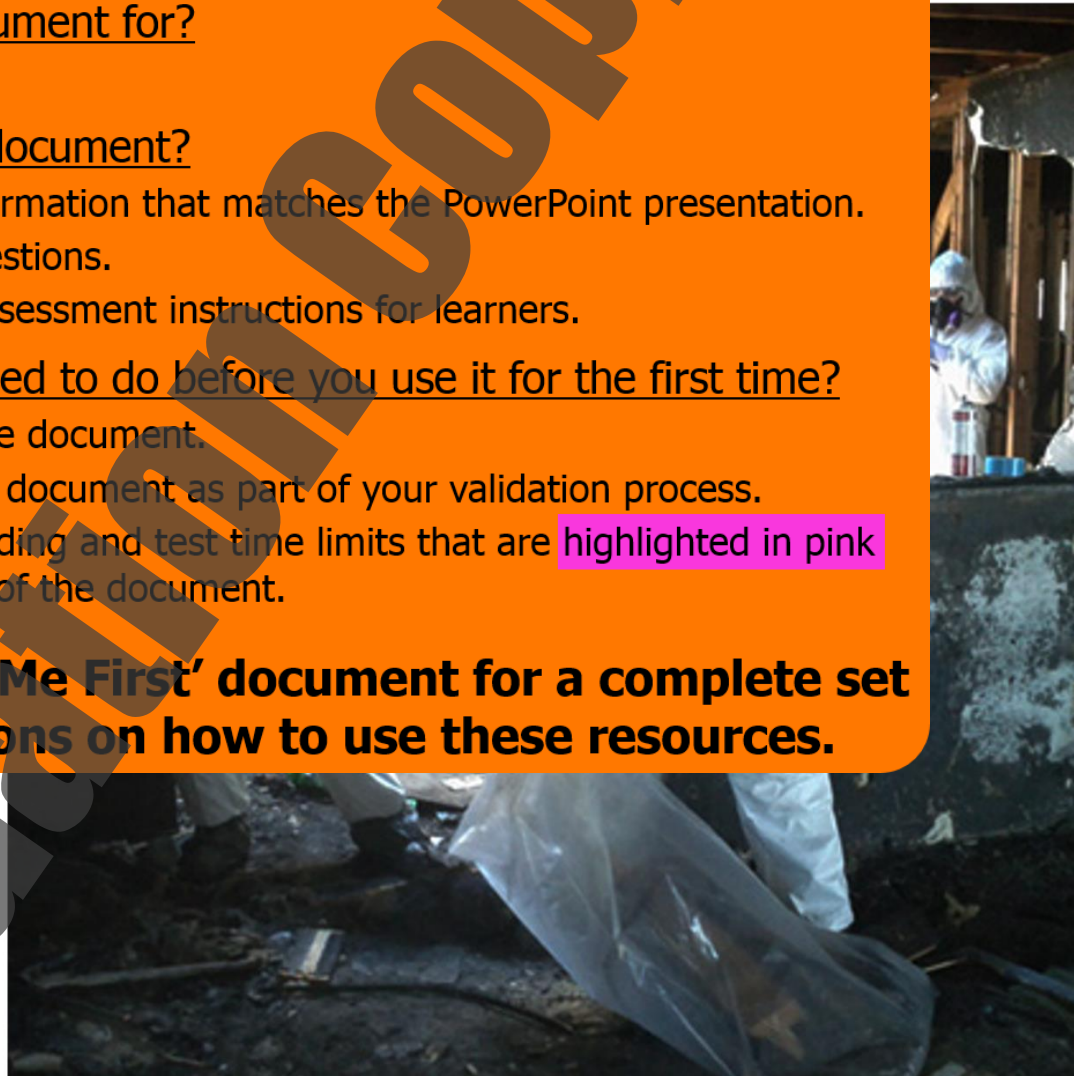 ument for?
document?
rmation that matches the PowerPoint presentation.
estions.
sessment instructions for learners.
ed to do before you use it for the first time?
e document.
document as part of your validation process.
ding and test time limits that are highlighted in pink
of the document.
Me First’ document for a complete set
ons on how to use these resources.
ation cop